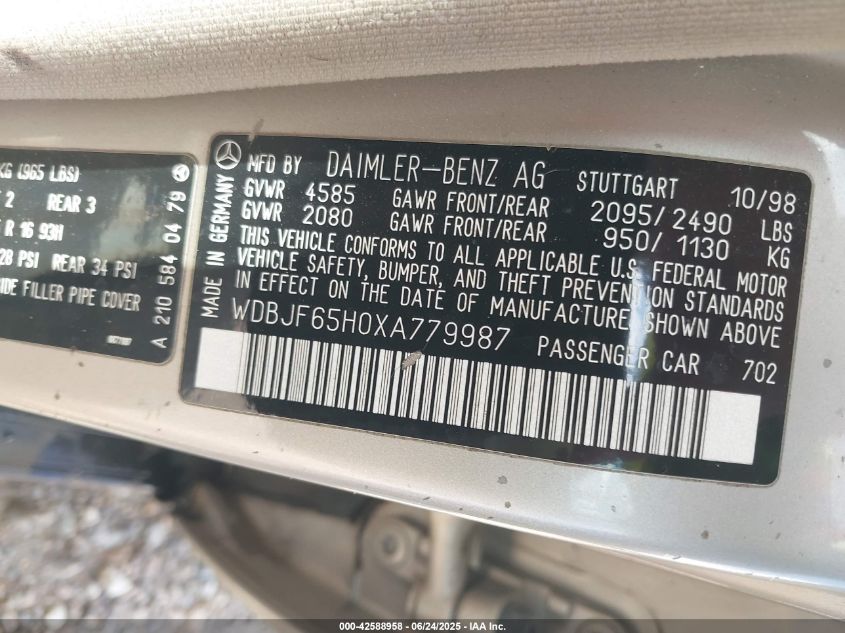 KG (965 LBS)
2 REAR 3
R 16 93H
28 PSI REAR 34 PSI
IDE FILLER PIPE COVER
A 210 584 04 79
MADE IN GERMANY
MFD BY DAIMLER-BENZ AG STUTTGART 10/98
GVWR 4585 GAWR FRONT/REAR 2095/2490 LBS
GVWR 2080 GAWR FRONT/REAR 950/1130 KG
THIS VEHICLE CONFORMS TO ALL APPLICABLE U.S. FEDERAL MOTOR
VEHICLE SAFETY, BUMPER, AND THEFT PREVENTION STANDARDS
IN EFFECT ON THE DATE OF MANUFACTURE SHOWN ABOVE
WDBJF65H0XA779987 PASSENGER CAR 702
000-42588958 - 06/24/2025 - IAA Inc.